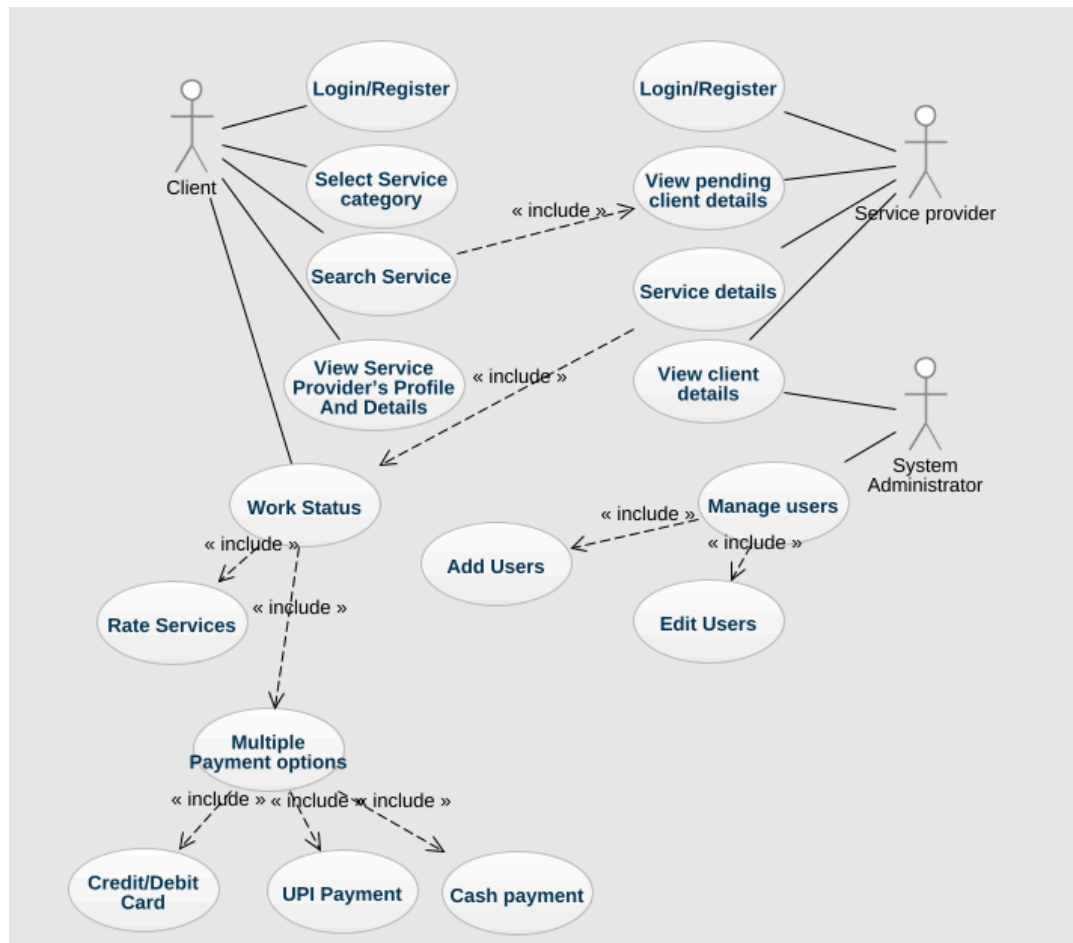 Login/Register
Login/Register
Client
Select Service
category
View pending
client details
« include »
Service provider
Search Service
Service details
View Service
Provider’s Profile
And Details
« include »
View client
details
System
Administrator
Work Status
Manage users
« include »
« include »
« include »
Add Users
« include »
Rate Services
Edit Users
Multiple
Payment options
« include »
« include »
« include »
Credit/Debit
Card
UPI Payment
Cash payment